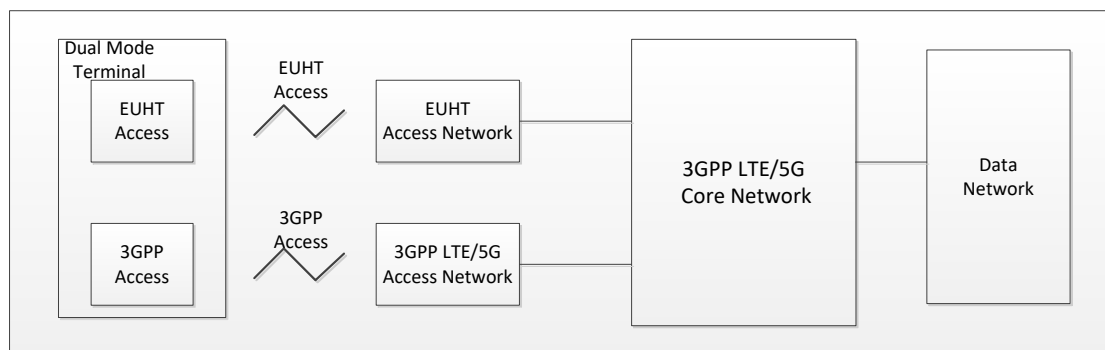 Dual Mode
Terminal
EUHT
Access
EUHT
Access
EUHT
Access Network
3GPP
Access
3GPP
Access
3GPP LTE/5G
Access Network
3GPP LTE/5G
Core Network
Data
Network